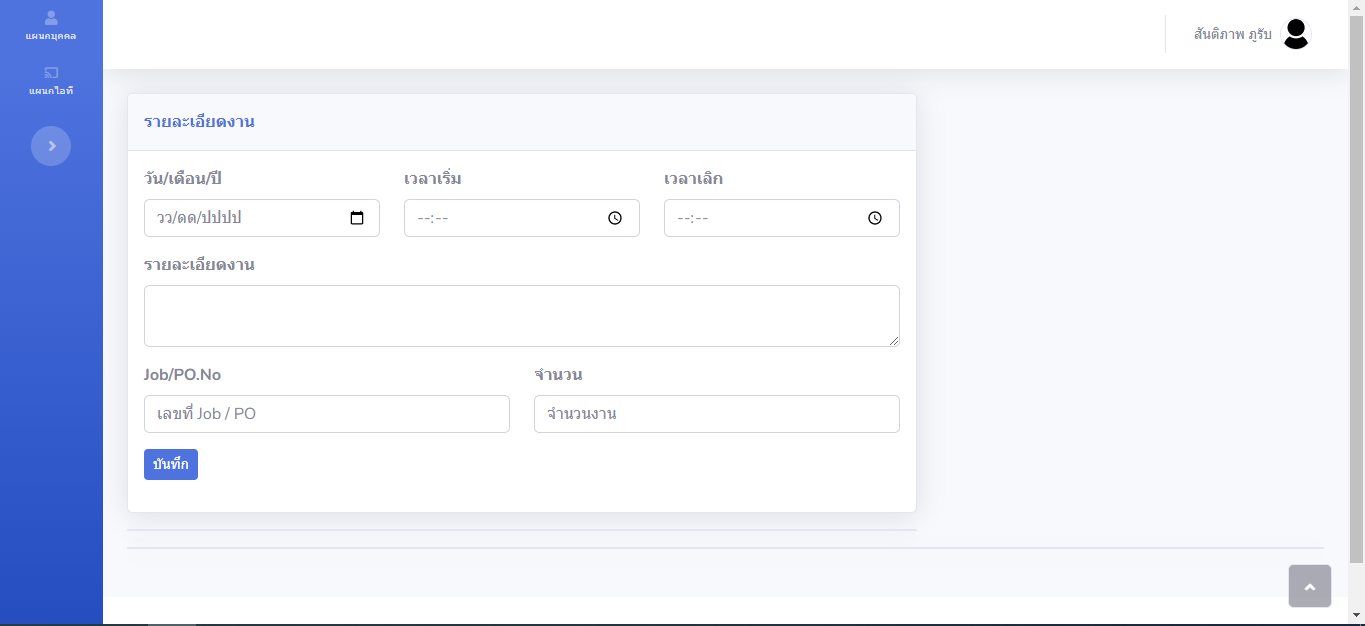 แผนกบุคคล
แผนกไอที
สันติภาพ ภูรับ
รายละเอียดงาน
วัน/เดือน/ปี เวลาเริ่ม เวลาเลิก
วว/ดด/ปปปป --:-- --:--
รายละเอียดงาน
Job/PO.No จำนวน
เลขที่ Job / PO จำนวนงาน
บันทึก